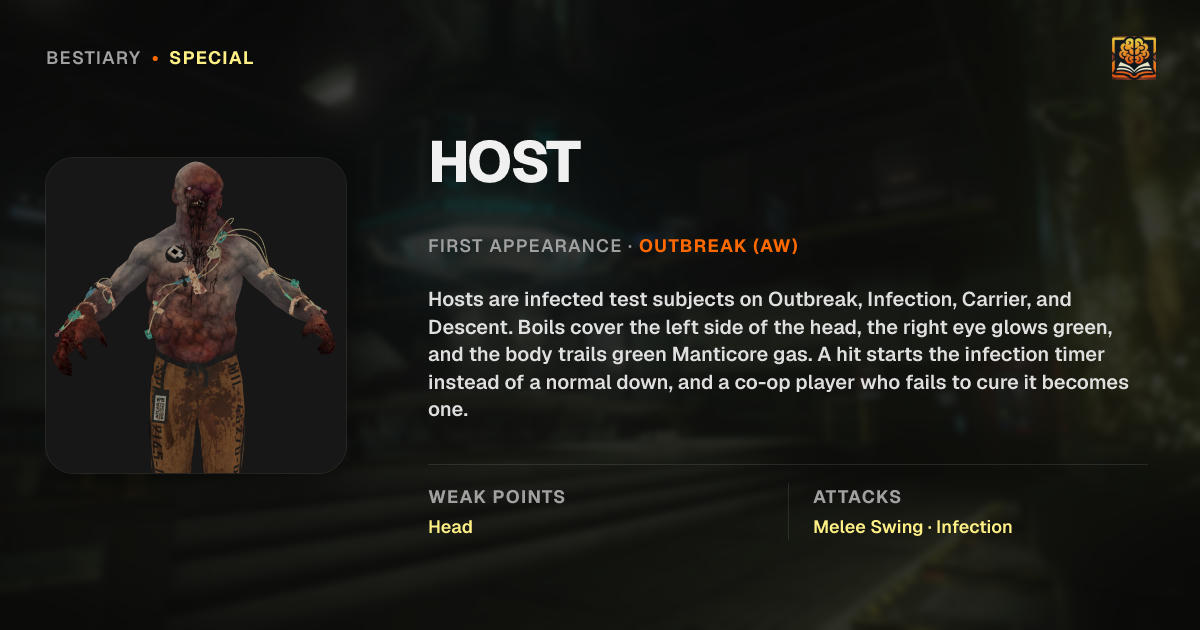 BESTIARY • SPECIAL
HOST
FIRST APPEARANCE · OUTBREAK (AW)
Hosts are infected test subjects on Outbreak, Infection, Carrier, and
Descent. Boils cover the left side of the head, the right eye glows green,
and the body trails green Manticore gas. A hit starts the infection timer
instead of a normal down, and a co-op player who fails to cure it becomes
one.
WEAK POINTS
Head
ATTACKS
Melee Swing · Infection